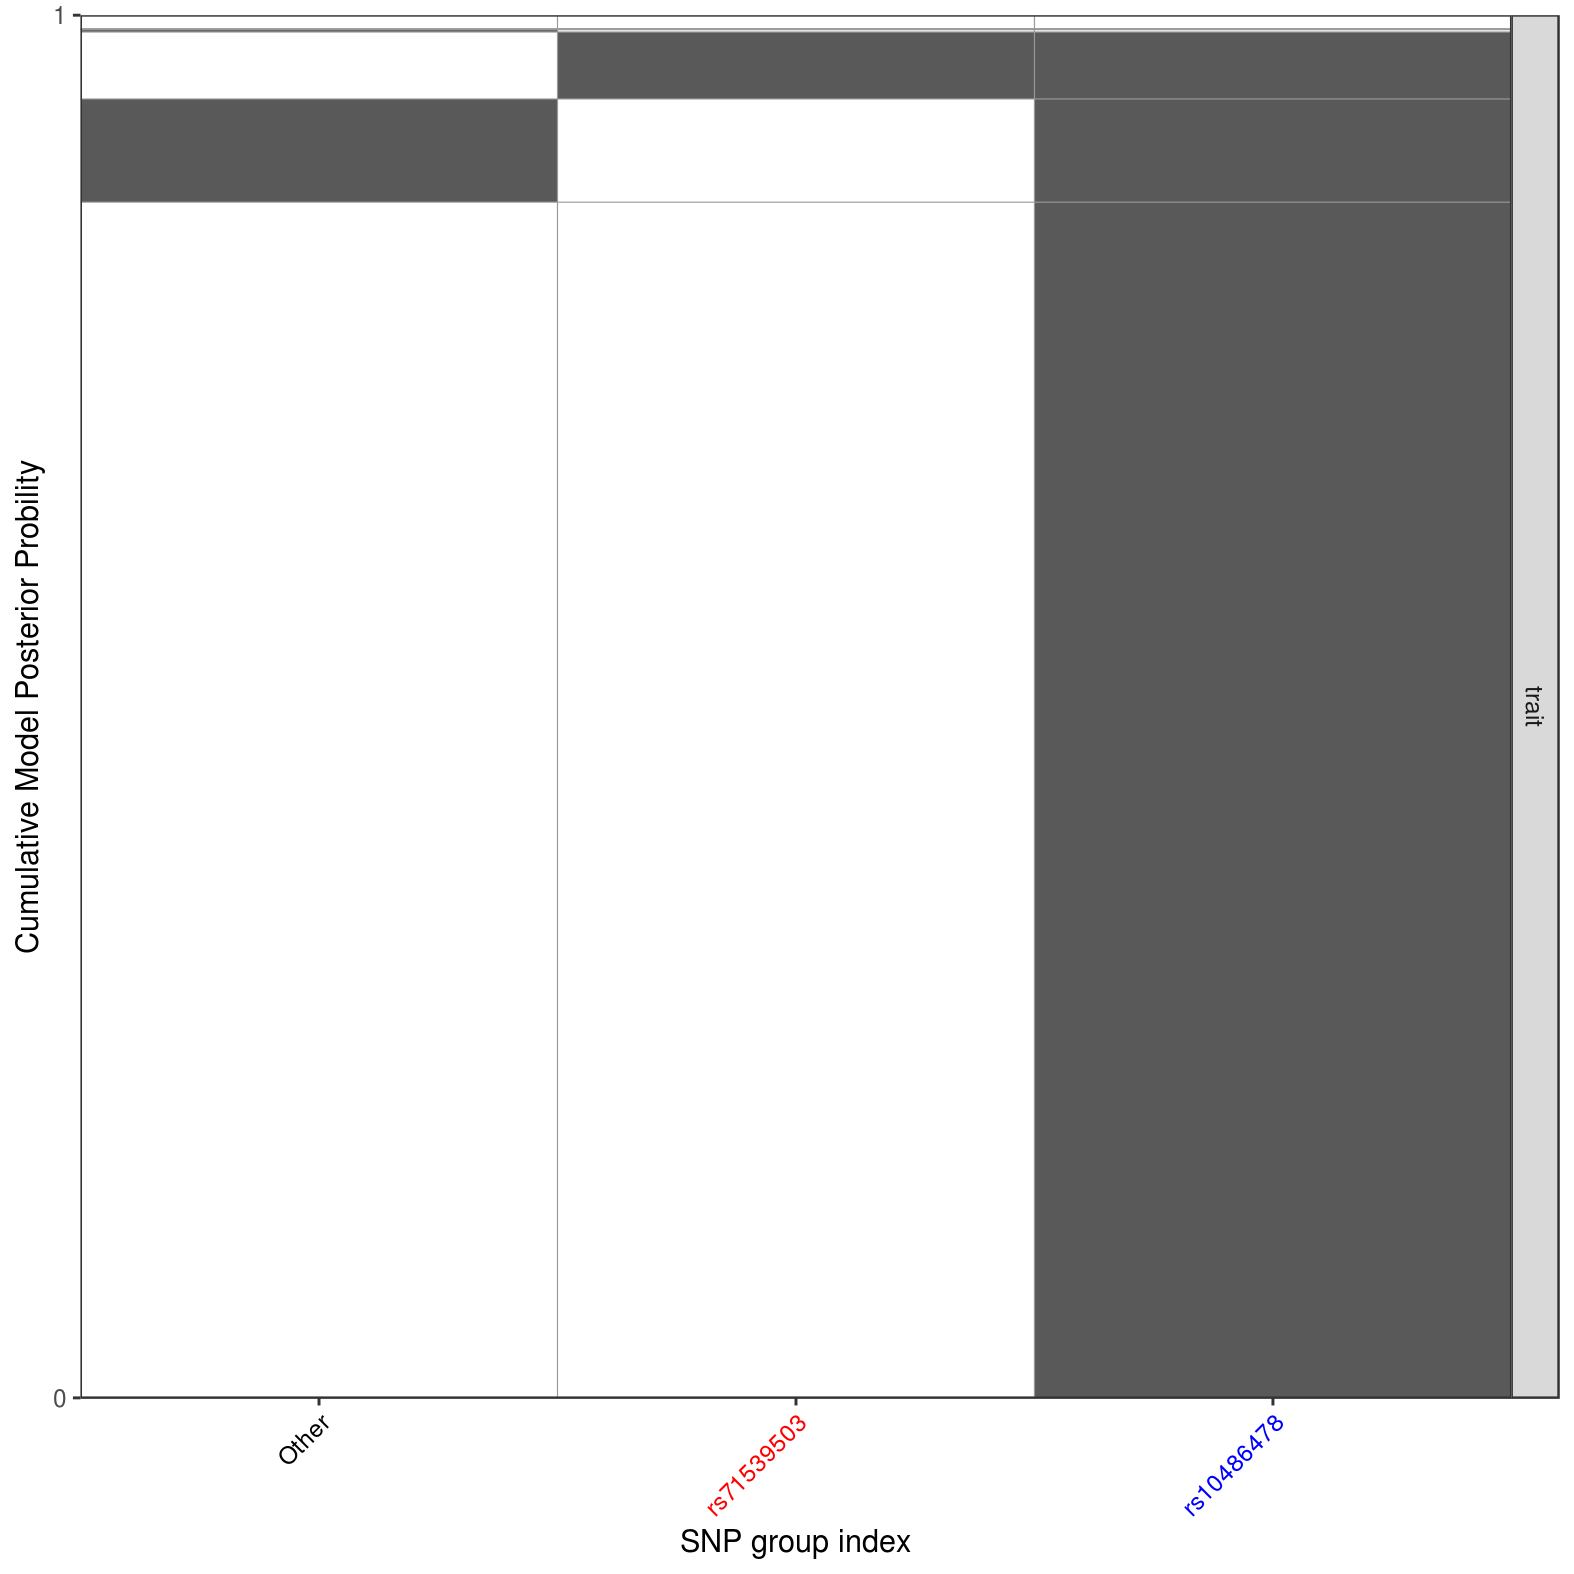 1
Cumulative Model Posterior Probility
trait
0
Other
rs71539503
rs10486478
SNP group index